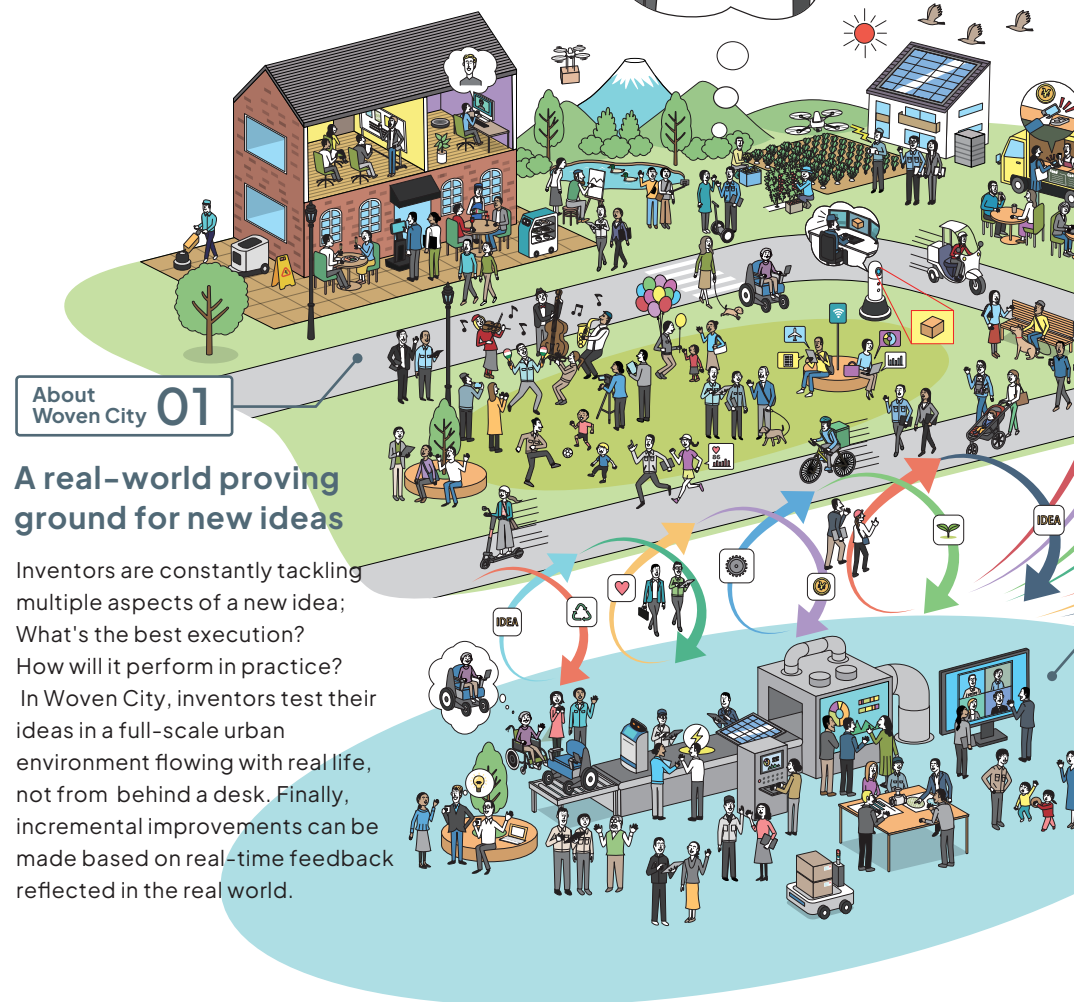 About
Woven City 01
A real-world proving
ground for new ideas
Inventors are constantly tackling
multiple aspects of a new idea;
What's the best execution?
How will it perform in practice?
In Woven City, inventors test their
ideas in a full-scale urban
environment flowing with real life,
not from behind a desk. Finally,
incremental improvements can be
made based on real-time feedback
reflected in the real world.
IDEA
IDEA